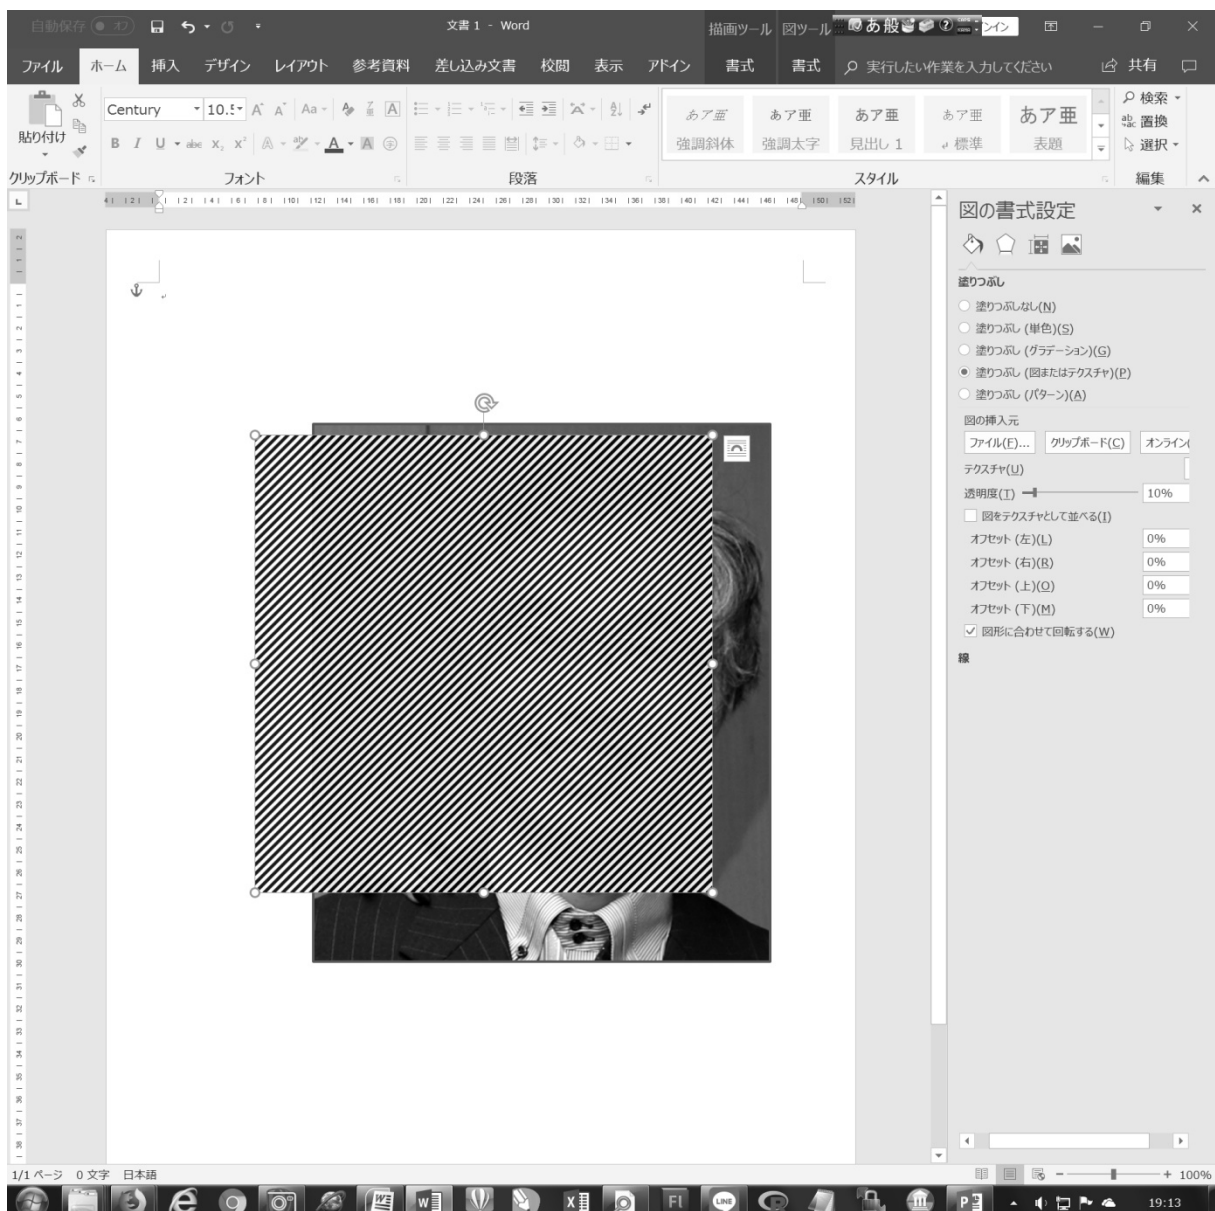 自動保存 オフ 文書 1 - Word 描画ツール 図ツール あ 般
ファイル ホーム 挿入 デザイン レイアウト 参考資料 差し込み文書 校閲 表示 アドイン 書式 書式 実行したい作業を入力してください 共有
貼り付け Century 10.5 A A Aa A
B I U abc X₂ X² A A A
あア亜 あア亜 あア亜 あア亜 あア亜
強調斜体 強調太字 見出し 1 標準 表題
検索
置換
選択
クリップボード フォント 段落 スタイル 編集
図の書式設定
塗りつぶし
塗りつぶしなし(N)
塗りつぶし (単色)(S)
塗りつぶし (グラデーション)(G)
塗りつぶし (図またはテクスチャ)(P)
塗りつぶし (パターン)(A)
図の挿入元
ファイル(F)... クリップボード(C) オンライン(
テクスチャ(U)
透明度(T) 10%
図をテクスチャとして並べる(I)
オフセット (左)(L) 0%
オフセット (右)(R) 0%
オフセット (上)(O) 0%
オフセット (下)(M) 0%
図形に合わせて回転する(W)
線
1/1 ページ 0 文字 日本語 100%
Fl LINE 19:13